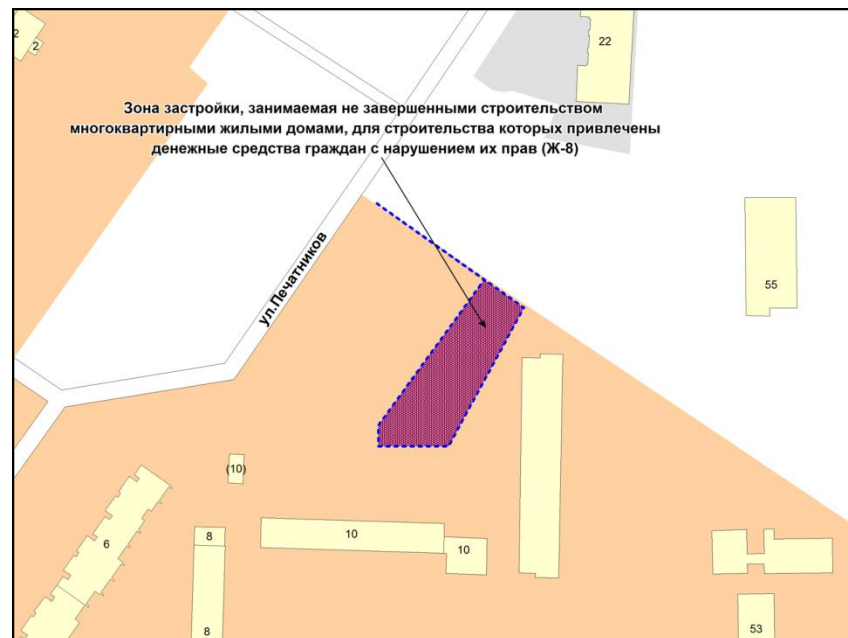 2
2
22
Зона застройки, занимаемая не завершенными строительством
многоквартирными жилыми домами, для строительства которых привлечены
денежные средства граждан с нарушением их прав (Ж-8)
ул.Печатников
55
(10)
6
8
10
10
8
53